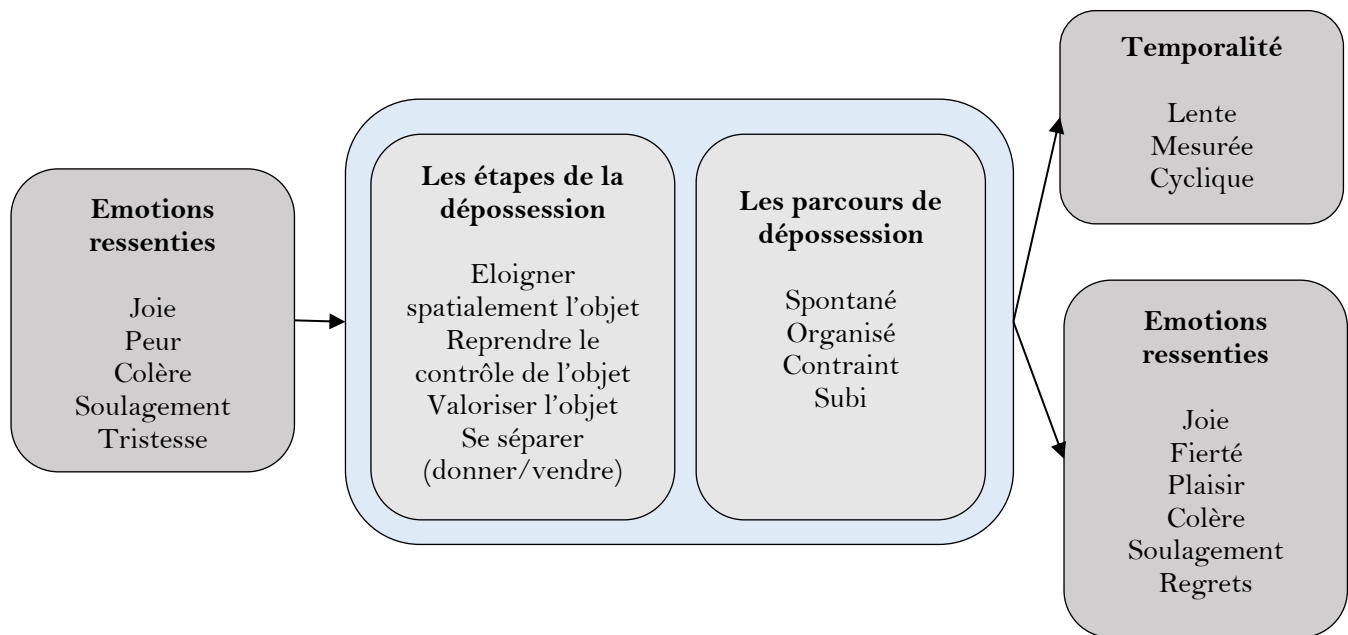 Emotions
ressenties
Joie
Peur
Colère
Soulagement
Tristesse
Les étapes de la
dépossession
Eloigner
spatialement l’objet
Reprendre le
contrôle de l’objet
Valoriser l’objet
Se séparer
(donner/vendre)
Les parcours de
dépossession
Spontané
Organisé
Contraint
Subi
Temporalité
Lente
Mesurée
Cyclique
Emotions
ressenties
Joie
Fierté
Plaisir
Colère
Soulagement
Regrets